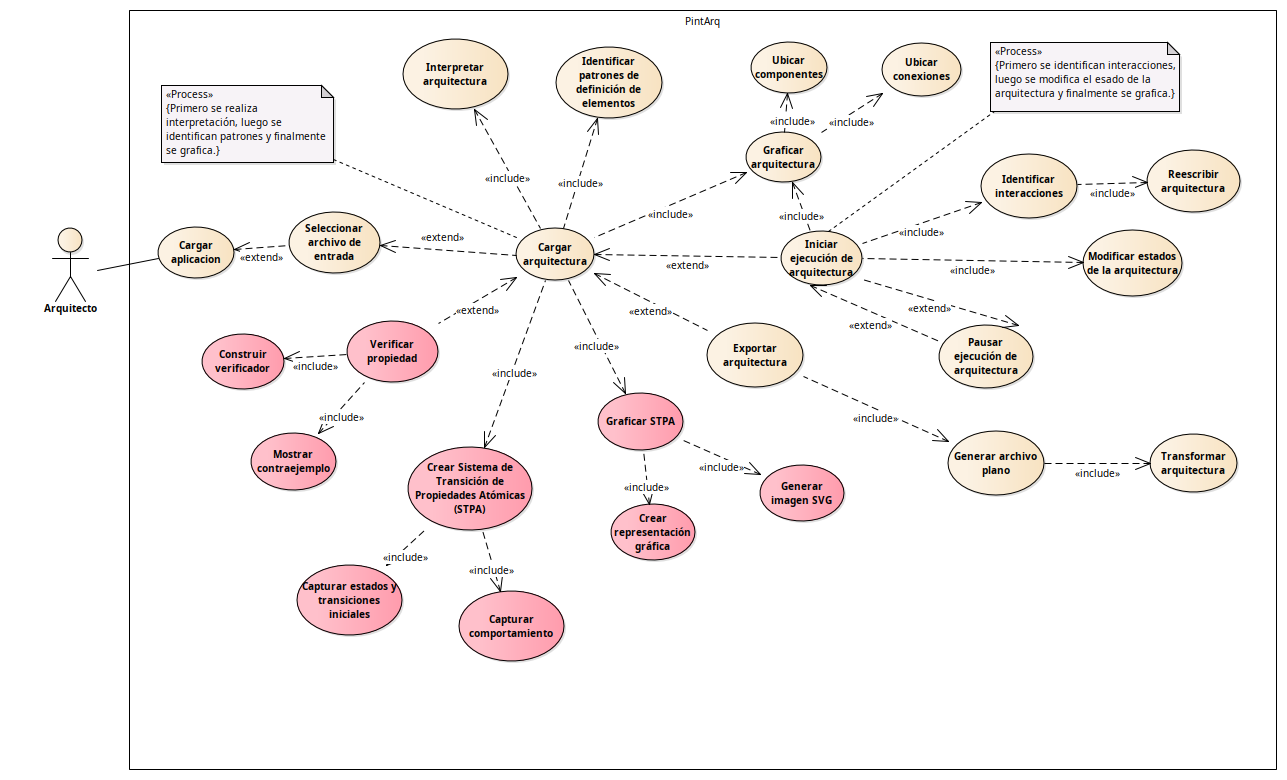 PintArq
«Process»
{Primero se realiza
interpretación, luego se
identifican patrones y finalmente
se grafica.}
Interpretar
arquitectura
Identificar
patrones de
definición de
elementos
Ubicar
componentes
Ubicar
conexiones
«Process»
{Primero se identifican interacciones,
luego se modifica el esado de la
arquitectura y finalmente se grafica.}
«include»
«include»
Graficar
arquitectura
«include»
«include»
«include»
«include»
Identificar
interacciones
«include»
Reescribir
arquitectura
Arquitecto
Cargar
aplicacion
«extend»
Seleccionar
archivo de
entrada
«extend»
Cargar
arquitectura
«extend»
Iniciar
ejecución de
arquitectura
«include»
«include»
Modificar estados
de la arquitectura
«extend»
«extend»
«extend»
«extend»
Pausar
ejecución de
arquitectura
Construir
verificador
«include»
Verificar
propiedad
«include»
«include»
Exportar
arquitectura
«include»
«include»
Mostrar
contraejemplo
Graficar STPA
«include»
Generar archivo
plano
«include»
Transformar
arquitectura
Crear Sistema de
Transición de
Propiedades Atómicas
(STPA)
«include»
«include»
Generar
imagen SVG
Crear
representación
gráfica
«include»
«include»
Capturar estados y
transiciones
iniciales
Capturar
comportamiento